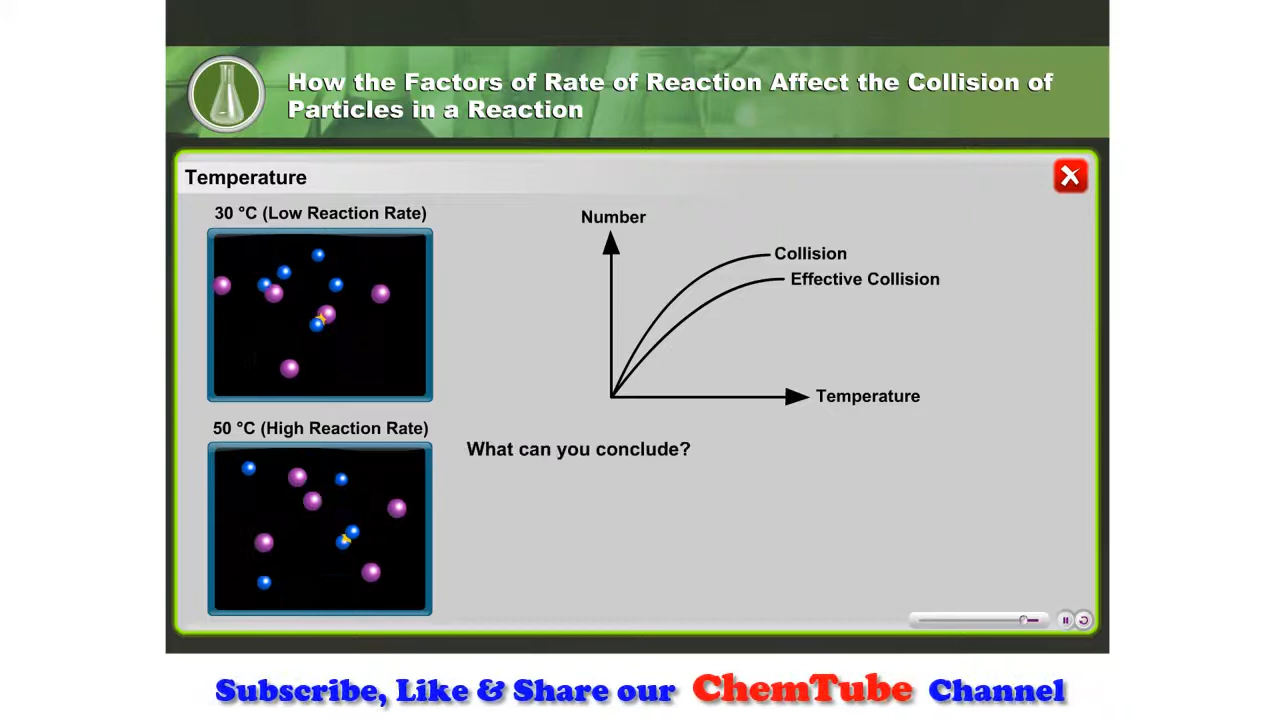 How the Factors of Rate of Reaction Affect the Collision of
Particles in a Reaction
Temperature
30 °C (Low Reaction Rate)
Number
Collision
Effective Collision
Temperature
50 °C (High Reaction Rate)
What can you conclude?
Subscribe, Like & Share our ChemTube Channel